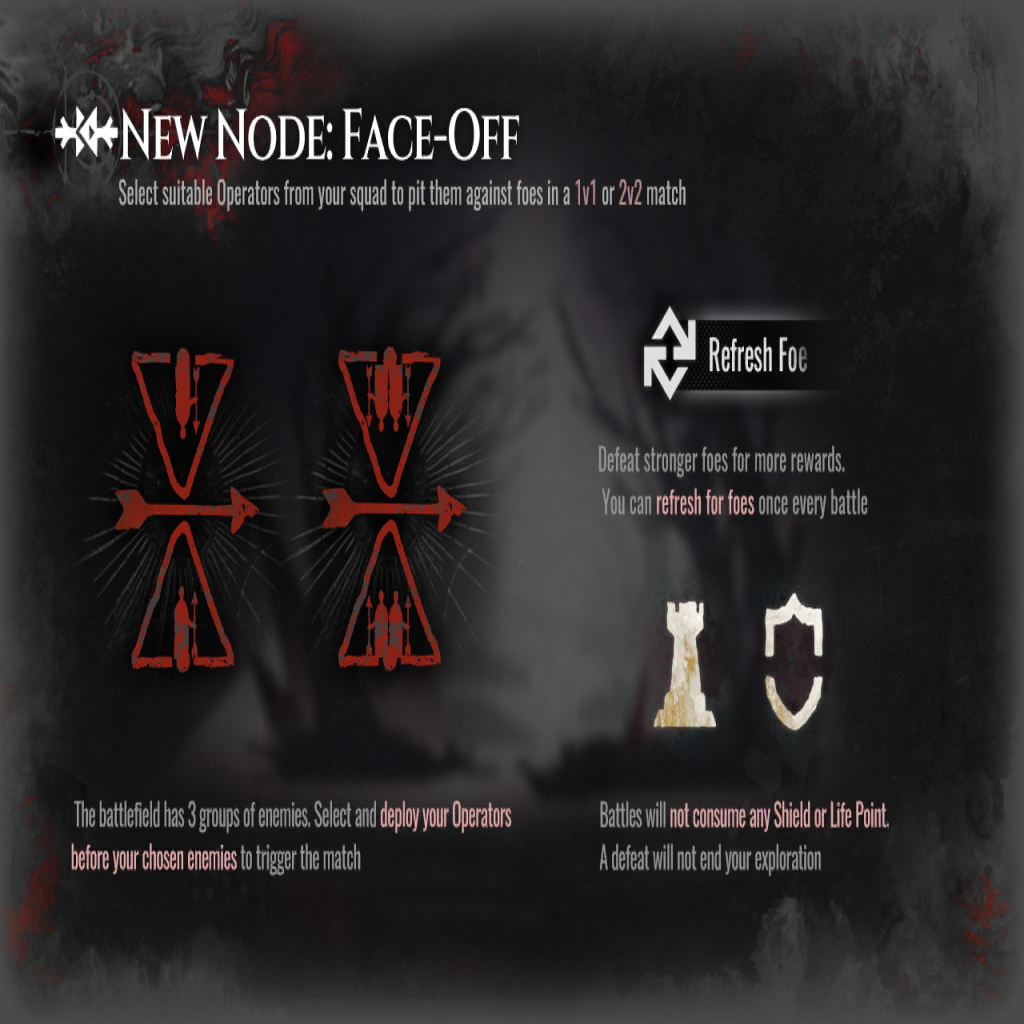 NEW NODE: FACE-OFF
Select suitable Operators from your squad to pit them against foes in a 1v1 or 2v2 match
Refresh Foe
Defeat stronger foes for more rewards.
You can refresh for foes once every battle
The battlefield has 3 groups of enemies. Select and deploy your Operators
before your chosen enemies to trigger the match
Battles will not consume any Shield or Life Point.
A defeat will not end your exploration